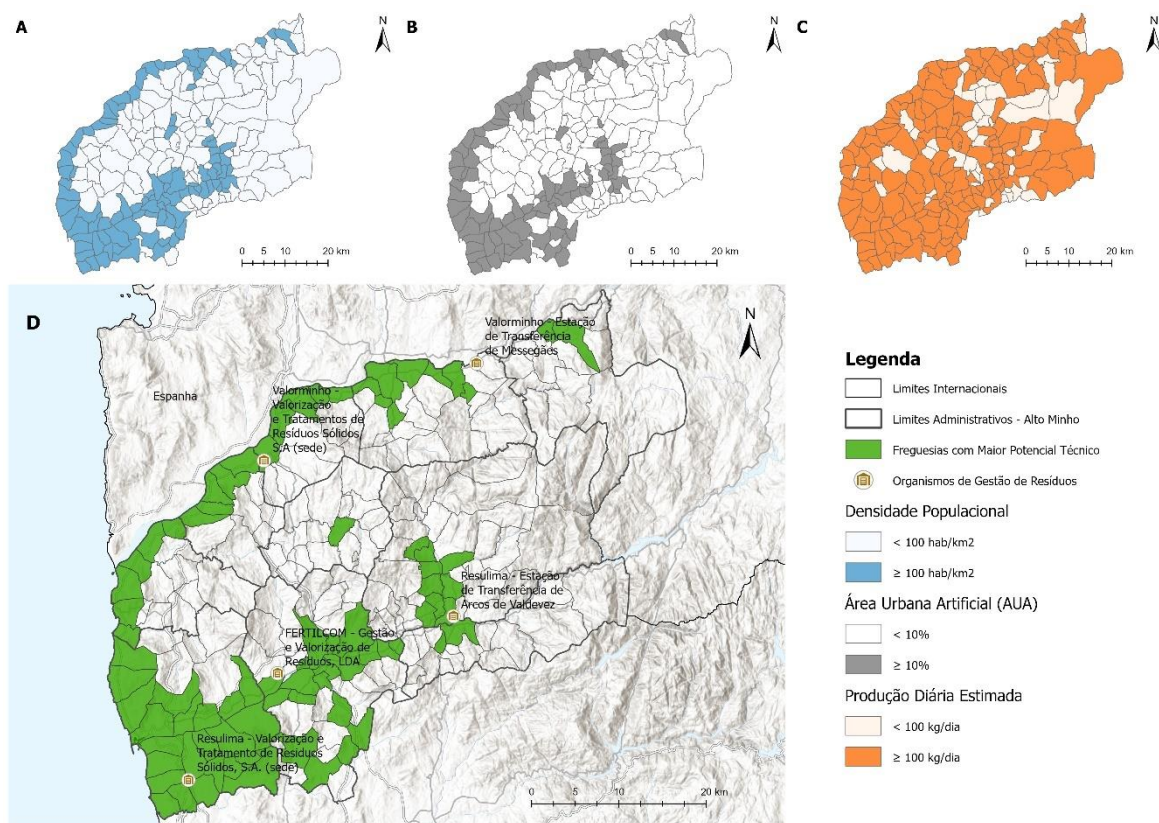 A
N
0 5 10 20 km
B
N
0 5 10 20 km
C
N
0 5 10 20 km
D
N
Espanha
Valorminho - Estação
de Transferência
de Messegães
Valorminho -
Valorização
e Tratamentos de
Resíduos Sólidos,
S.A (sede)
Resulima - Estação
de Transferência de
Arcos de Valdevez
FERTILCOM - Gestão
e Valorização de
Resíduos, LDA
Resulima - Valorização e
Tratamento de Resíduos
Sólidos, S.A. (sede)
0 5 10 20 km
Legenda
Limites Internacionais
Limites Administrativos - Alto Minho
Freguesias com Maior Potencial Técnico
Organismos de Gestão de Resíduos
Densidade Populacional
< 100 hab/km2
≥ 100 hab/km2
Área Urbana Artificial (AUA)
< 10%
≥ 10%
Produção Diária Estimada
< 100 kg/dia
≥ 100 kg/dia